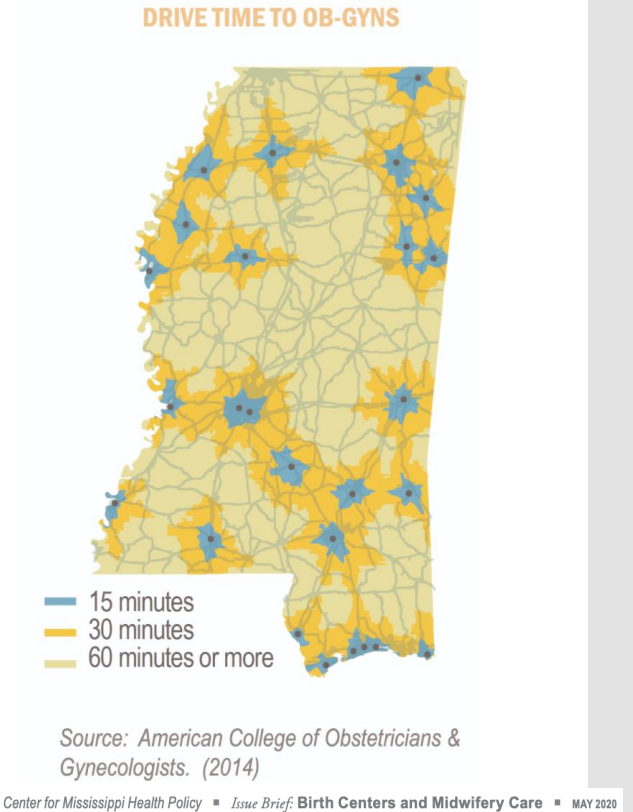 DRIVE TIME TO OB-GYNS
15 minutes
30 minutes
60 minutes or more
Source: American College of Obstetricians &
Gynecologists. (2014)
Center for Mississippi Health Policy ▪ Issue Brief: Birth Centers and Midwifery Care ▪ MAY 2020